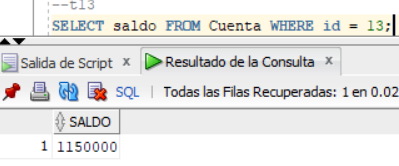 --t13
SELECT saldo FROM Cuenta WHERE id = 13;
Salida de Script x Resultado de la Consulta x
SQL | Todas las Filas Recuperadas: 1 en 0.02
SALDO
1 1150000